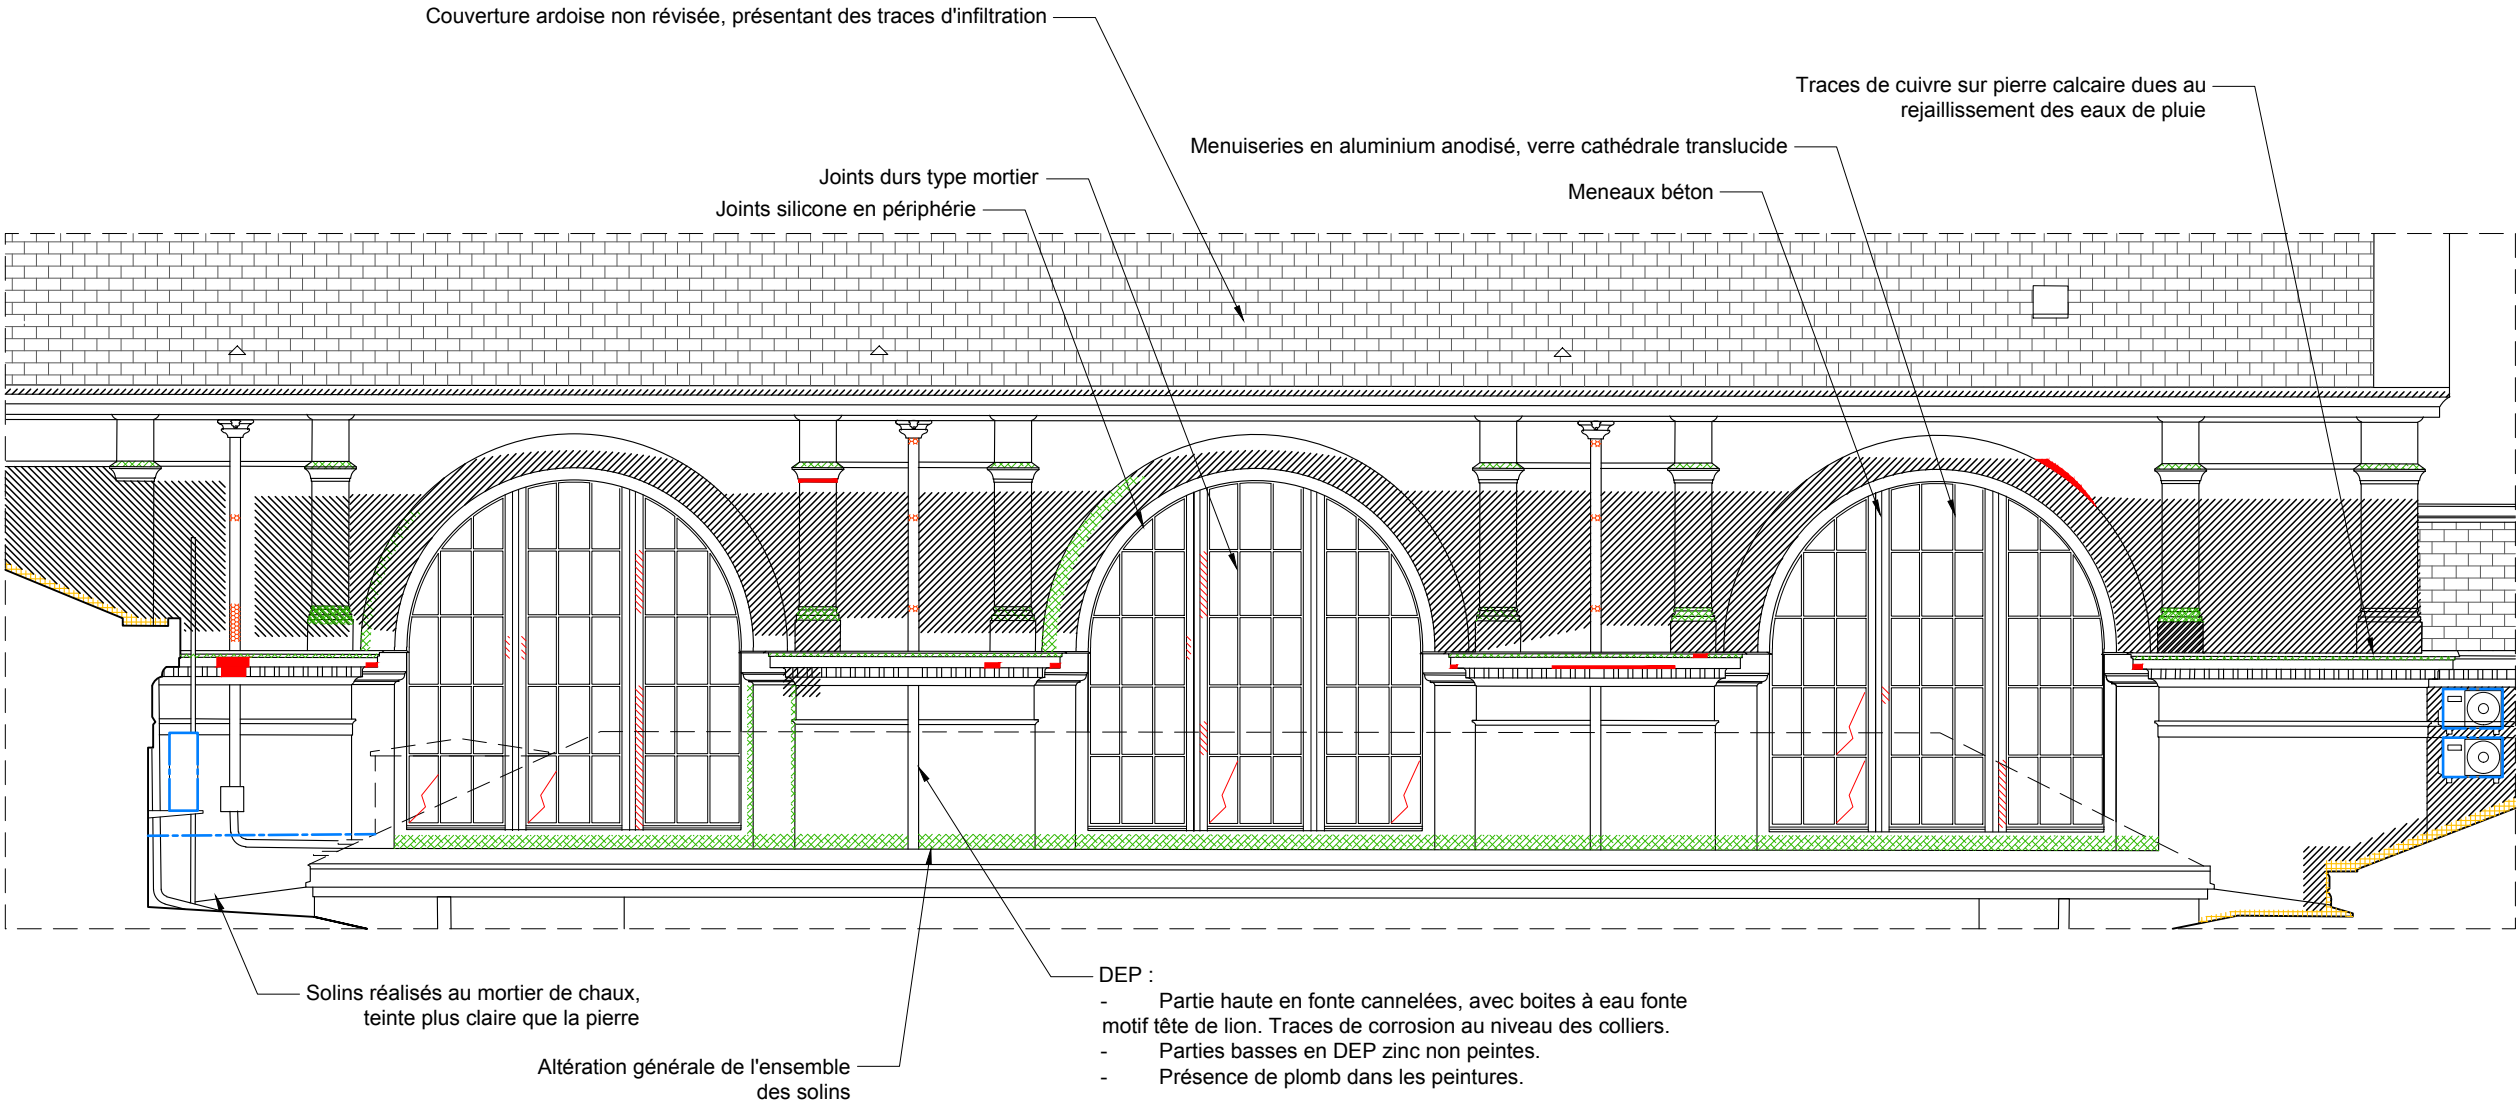 Couverture ardoise non révisée, présentant des traces d'infiltration
Traces de cuivre sur pierre calcaire dues au
rejaillissement des eaux de pluie
Menuiseries en aluminium anodisé, verre cathédrale translucide
Joints durs type mortier
Meneaux béton
Joints silicone en périphérie
Solins réalisés au mortier de chaux,
teinte plus claire que la pierre
Altération générale de l'ensemble
des solins
DEP :
- Partie haute en fonte cannelées, avec boites à eau fonte
motif tête de lion. Traces de corrosion au niveau des colliers.
- Parties basses en DEP zinc non peintes.
- Présence de plomb dans les peintures.